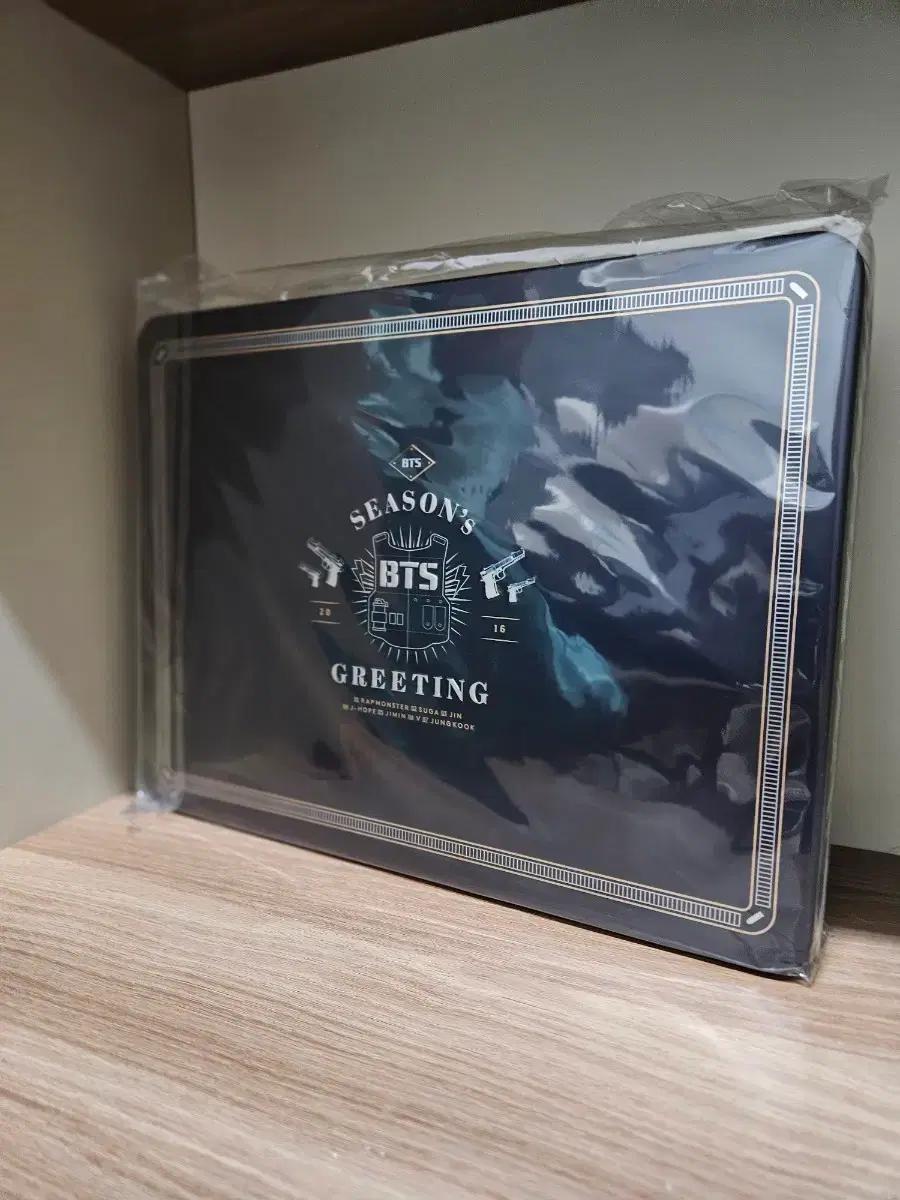 BTS
SEASON'S
BTS
20 16
GREETING
RAPMONSTER SUGA JIN
J-HOPE JIMIN V JUNGKOOK